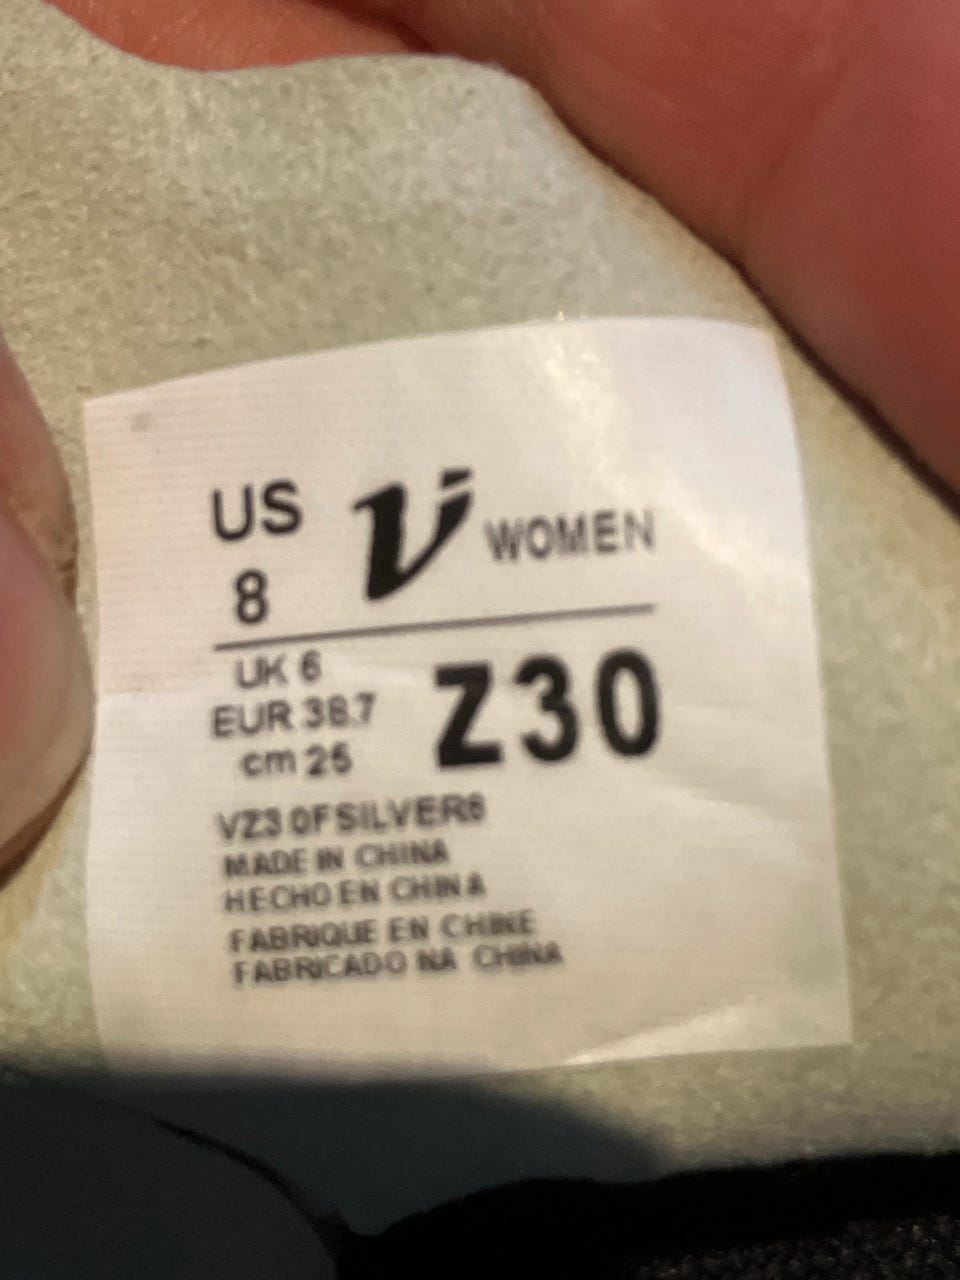 US
8
V WOMEN
UK 6
EUR 38.7
cm 25
Z30
VZ30FSILVER6
MADE IN CHINA
HECHO EN CHINA
FABRIQUE EN CHINE
FABRICADO NA CHINA